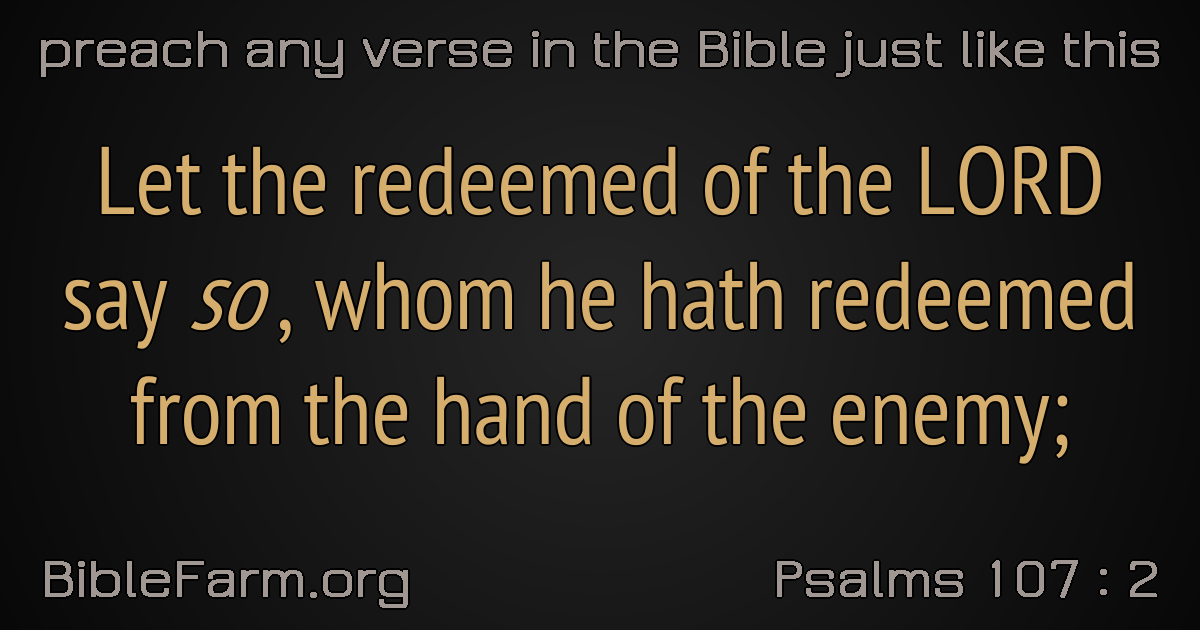 preach any verse in the Bible just like this
Let the redeemed of the LORD
say so, whom he hath redeemed
from the hand of the enemy;
BibleFarm.org
Psalms 107 : 2